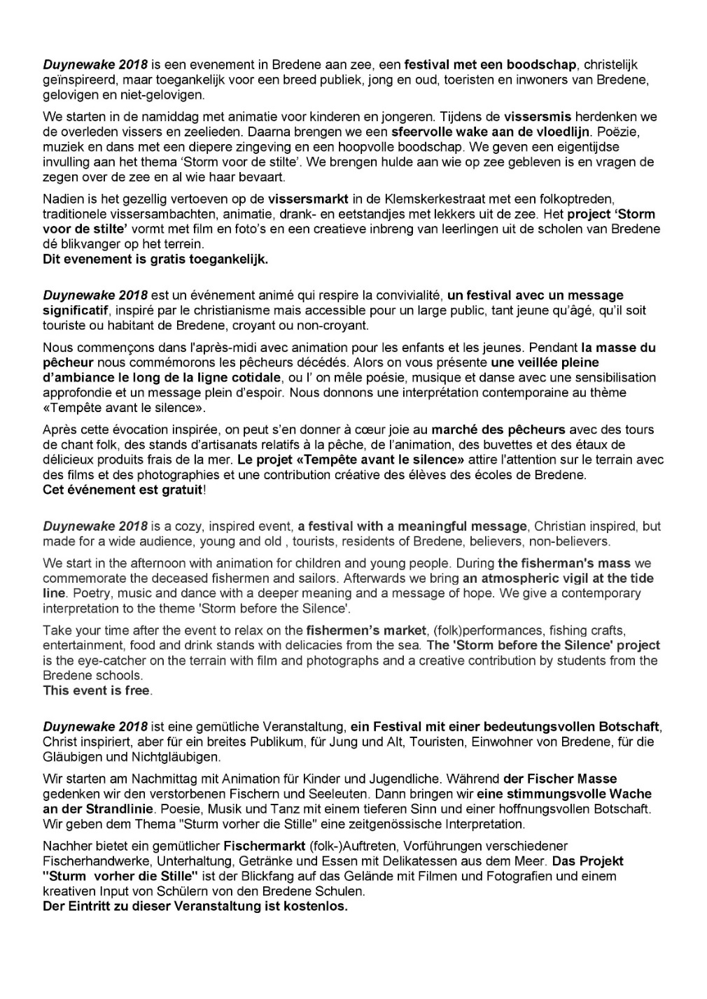 Duynewake 2018 is een evenement in Bredene aan zee, een festival met een boodschap, christelijk
geïnspireerd, maar toegankelijk voor een breed publiek, jong en oud, toeristen en inwoners van Bredene,
gelovigen en niet-gelovigen.
We starten in de namiddag met animatie voor kinderen en jongeren. Tijdens de vissersmis herdenken we
de overleden vissers en zeelieden. Daarna brengen we een sfeervolle wake aan de vloedlijn. Poëzie,
muziek en dans met een diepere zingeving en een hoopvolle boodschap. We geven een eigentijdse
invulling aan het thema ‘Storm voor de stilte’. We brengen hulde aan wie op zee gebleven is en vragen de
zegen over de zee en al wie haar bevaart.
Nadien is het gezellig vertoeven op de vissersmarkt in de Klemskerkestraat met een folkoptreden,
traditionele vissersambachten, animatie, drank- en eetstandjes met lekkers uit de zee. Het project ‘Storm
voor de stilte’ vormt met film en foto’s en een creatieve inbreng van leerlingen uit de scholen van Bredene
dé blikvanger op het terrein.
Dit evenement is gratis toegankelijk.
Duynewake 2018 est un événement animé qui respire la convivialité, un festival avec un message
significatif, inspiré par le christianisme mais accessible pour un large public, tant jeune qu’âgé, qu’il soit
touriste ou habitant de Bredene, croyant ou non-croyant.
Nous commençons dans l'après-midi avec animation pour les enfants et les jeunes. Pendant la masse du
pêcheur nous commémorons les pêcheurs décédés. Alors on vous présente une veillée pleine
d’ambiance le long de la ligne cotidale, ou l’ on mêle poésie, musique et danse avec une sensibilisation
approfondie et un message plein d’espoir. Nous donnons une interprétation contemporaine au thème
«Tempête avant le silence».
Après cette évocation inspirée, on peut s’en donner à cœur joie au marché des pêcheurs avec des tours
de chant folk, des stands d’artisanats relatifs à la pêche, de l’animation, des buvettes et des étaux de
délicieux produits frais de la mer. Le projet «Tempête avant le silence» attire l'attention sur le terrain avec
des films et des photographies et une contribution créative des élèves des écoles de Bredene.
Cet événement est gratuit!
Duynewake 2018 is a cozy, inspired event, a festival with a meaningful message, Christian inspired, but
made for a wide audience, young and old , tourists, residents of Bredene, believers, non-believers.
We start in the afternoon with animation for children and young people. During the fisherman's mass we
commemorate the deceased fishermen and sailors. Afterwards we bring an atmospheric vigil at the tide
line. Poetry, music and dance with a deeper meaning and a message of hope. We give a contemporary
interpretation to the theme 'Storm before the Silence'.
Take your time after the event to relax on the fishermen’s market, (folk)performances, fishing crafts,
entertainment, food and drink stands with delicacies from the sea. The 'Storm before the Silence' project
is the eye-catcher on the terrain with film and photographs and a creative contribution by students from the
Bredene schools.
This event is free.
Duynewake 2018 ist eine gemütliche Veranstaltung, ein Festival mit einer bedeutungsvollen Botschaft,
Christ inspiriert, aber für ein breites Publikum, für Jung und Alt, Touristen, Einwohner von Bredene, für die
Gläubigen und Nichtgläubigen.
Wir starten am Nachmittag mit Animation für Kinder und Jugendliche. Während der Fischer Masse
gedenken wir den verstorbenen Fischern und Seeleuten. Dann bringen wir eine stimmungsvolle Wache
an der Strandlinie. Poesie, Musik und Tanz mit einem tieferen Sinn und einer hoffnungsvollen Botschaft.
Wir geben dem Thema "Sturm vorher die Stille" eine zeitgenössische Interpretation.
Nachher bietet ein gemütlicher Fischermarkt (folk-)Auftreten, Vorführungen verschiedener
Fischerhandwerke, Unterhaltung, Getränke und Essen mit Delikatessen aus dem Meer. Das Projekt
"Sturm  vorher die Stille" ist der Blickfang auf das Gelände mit Filmen und Fotografien und einem
kreativen Input von Schülern von den Bredene Schulen.
Der Eintritt zu dieser Veranstaltung ist kostenlos.